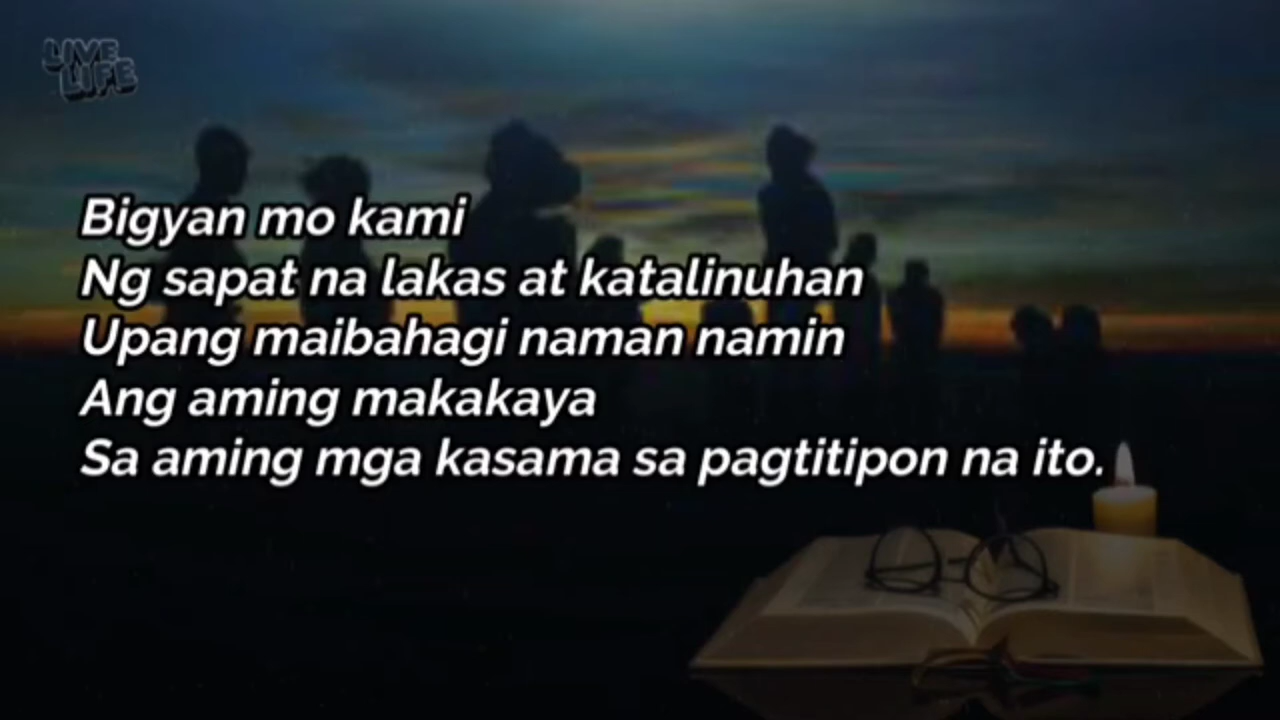 LIVE
LIFE
Bigyan mo kami
Ng sapat na lakas at katalinuhan
Upang maibahagi naman namin
Ang aming makakaya
Sa aming mga kasama sa pagtitipon na ito.